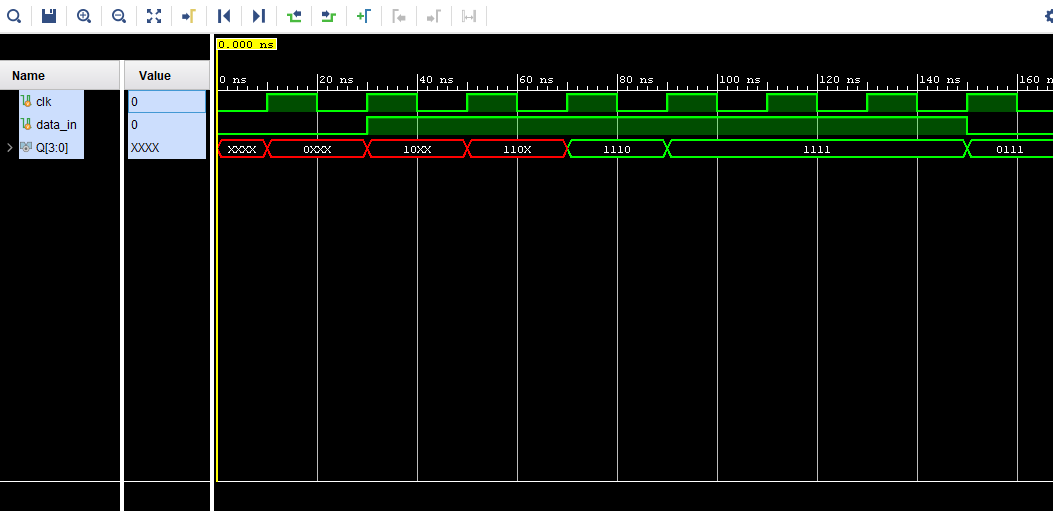 0.000 ns
Name Value
0 ns 20 ns 40 ns 60 ns 80 ns 100 ns 120 ns 140 ns 160 n
clk 0
data_in 0
Q[3:0] XXXX XXXX 0XXX 10XX 110X 1110 1111 0111